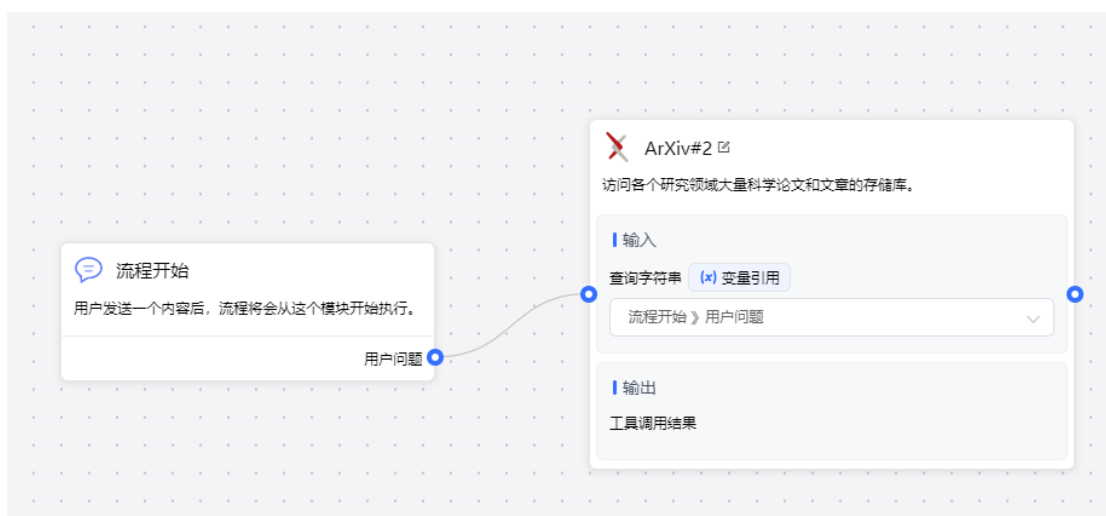 流程开始
用户发送一个内容后，流程将会从这个模块开始执行。
用户问题
ArXiv#2
访问各个研究领域大量科学论文和文章的存储库。
输入
查询字符串 (x) 变量引用
流程开始 》用户问题
输出
工具调用结果